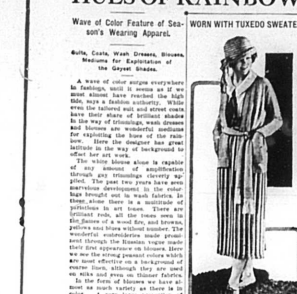 HUES OF RAINBOW
Wave of Color Feature of Sea-
son's Wearing Apparel.
Suits, Coats, Wash Dresses, Blouses,
Mediums for Exploitation of
the Gayest Shades.
A wave of color surges everywhere
in fashions, until it seems as if we
must almost have reached the high
tide, says a fashion authority. While
even the tailored suit and street coats
have their share of brilliant shades
in the way of trimmings, wash dresses
and blouses are wonderful mediums
for exploiting the hues of the rain-
bow. Here the designer has great
latitude in the way of background to
offset her art work.
The white blouse alone is capable
of any amount of amplification
through gay trimmings cleverly ap-
plied. The past two years have seen
marvelous development in the color-
ings brought out in wash fabrics. In
these alone there is a multitude of
variations in art tones. There are
brilliant reds, all the tones seen in
the flames of a wood fire, and browns,
yellows and blues without number. The
wonderful embroideries made promi-
nent through the Russian vogue made
their first appearance on blouses. Here
we see the strong peasant colors which
are most effective on a background of
coarse linen, although they are used
on silks and even on thinner fabrics.
In the form of blouses we have al-
most as much variety as there is in
WORN WITH TUXEDO SWEATE